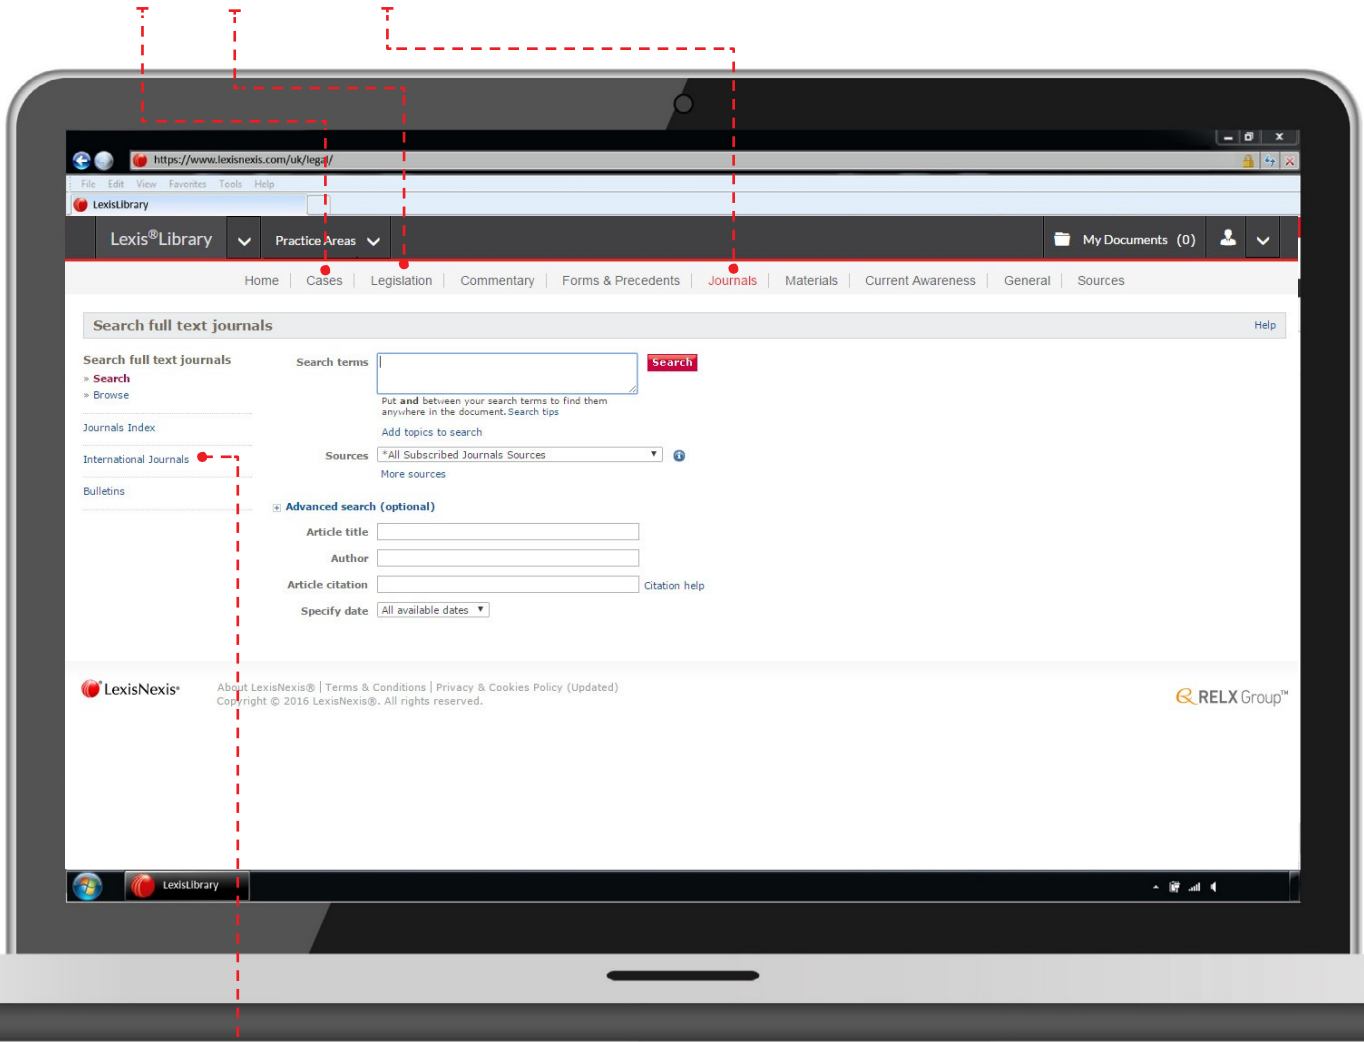 https://www.lexisnexis.com/uk/legal/
File Edit View Favorites Tools Help
LexisLibrary
Lexis®Library Practice Areas My Documents (0)
Home | Cases | Legislation | Commentary | Forms & Precedents | Journals | Materials | Current Awareness | General | Sources
Search full text journals Help
Search full text journals
» Search
» Browse
Journals Index
International Journals
Bulletins
Search terms Search
Put and between your search terms to find them
anywhere in the document. Search tips
Add topics to search
Sources *All Subscribed Journals Sources
More sources
Advanced search (optional)
Article title
Author
Article citation Citation help
Specify date All available dates
LexisNexis®
About LexisNexis® | Terms & Conditions | Privacy & Cookies Policy (Updated)
Copyright © 2016 LexisNexis®. All rights reserved.
RELX Group™
LexisLibrary